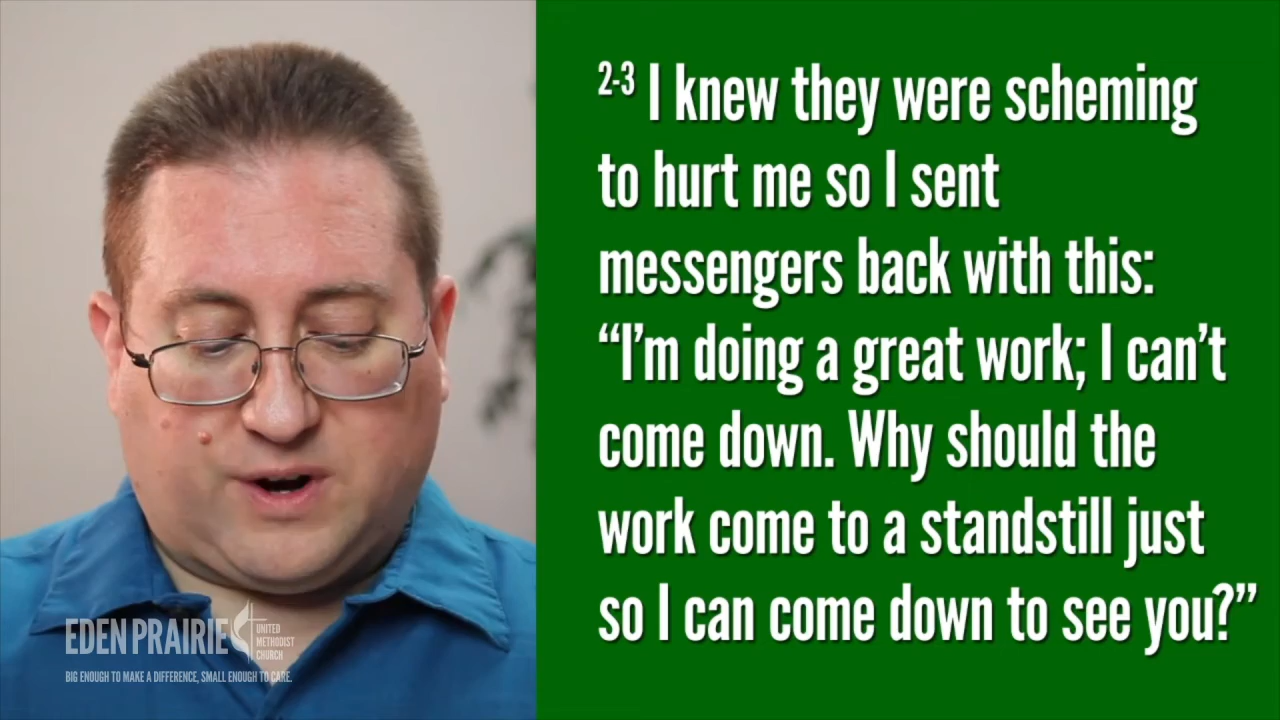 2-3 I knew they were scheming
to hurt me so I sent
messengers back with this:
“I’m doing a great work; I can’t
come down. Why should the
work come to a standstill just
so I can come down to see you?”
EDEN PRAIRIE
UNITED
METHODIST
CHURCH
BIG ENOUGH TO MAKE A DIFFERENCE, SMALL ENOUGH TO CARE.